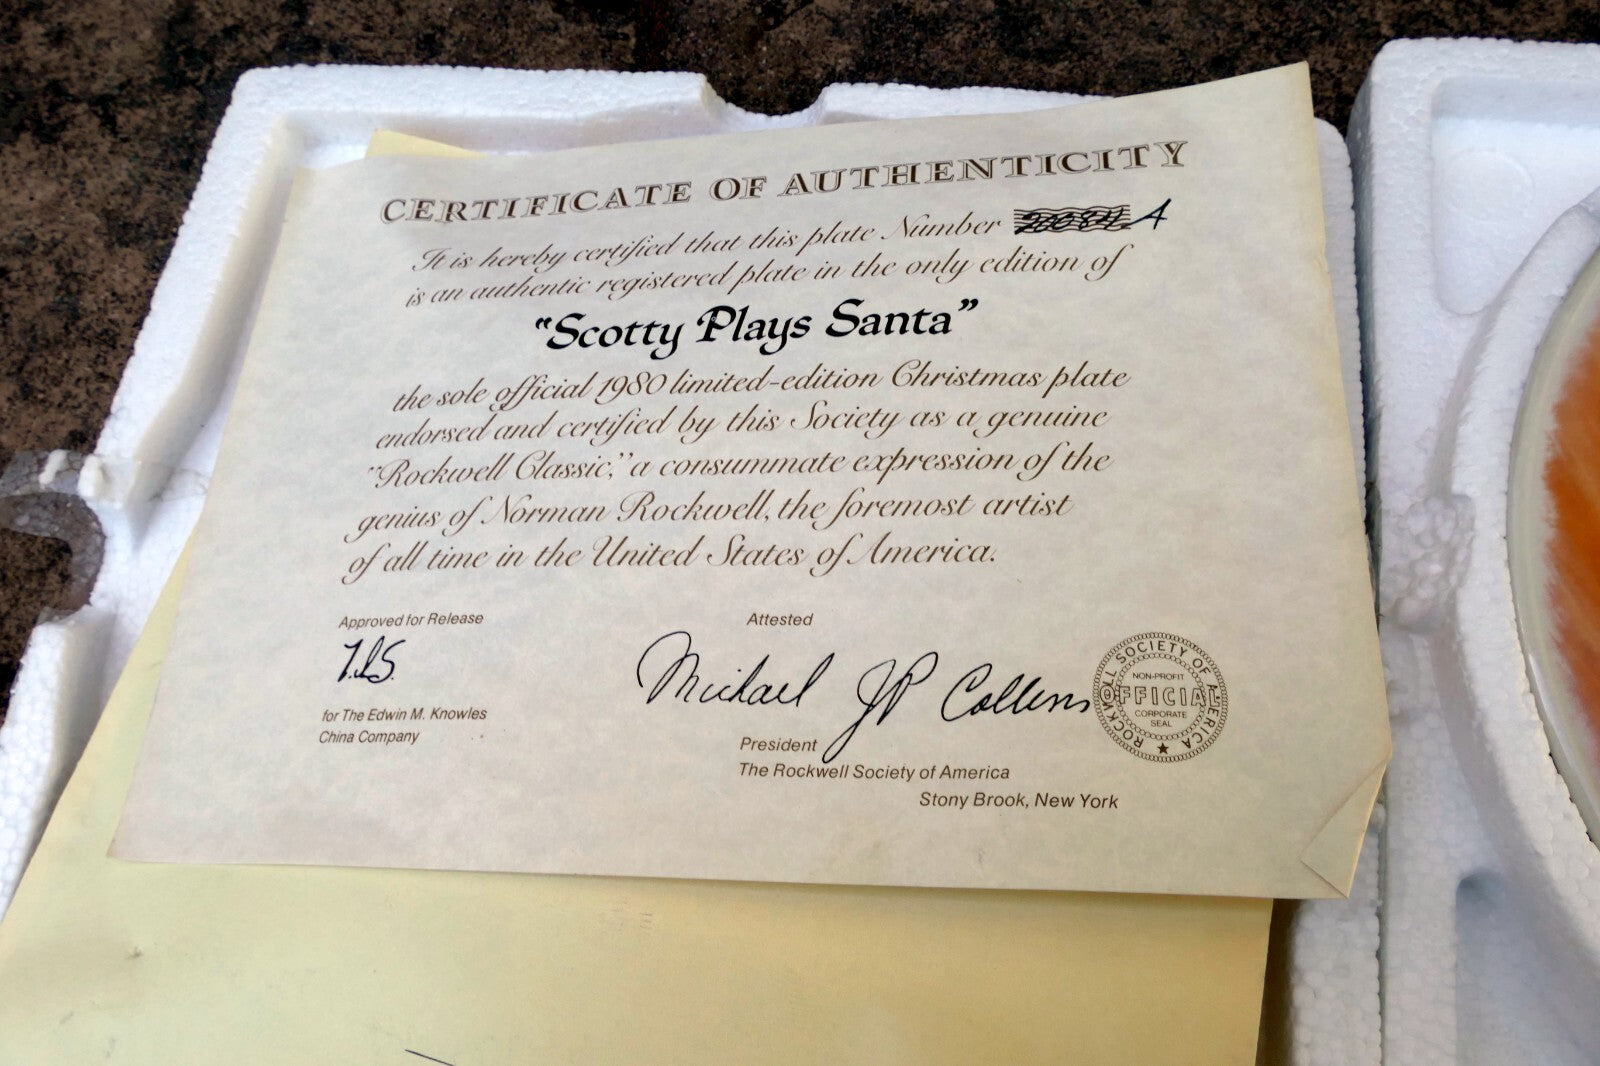 CERTIFICATE OF AUTHENTICITY
It is hereby certified that this plate Number 20084 A
is an authentic registered plate in the only edition of
“Scotty Plays Santa”
the sole official 1980 limited-edition Christmas plate
endorsed and certified by this Society as a genuine
“Rockwell Classic,” a consummate expression of the
genius of Norman Rockwell, the foremost artist
of all time in the United States of America.
Approved for Release
for The Edwin M. Knowles
China Company
Attested
Michael JP Collins
President
The Rockwell Society of America
Stony Brook, New York
ROCKWELL SOCIETY OF AMERICA
NON-PROFIT
OFFICIAL
CORPORATE
SEAL